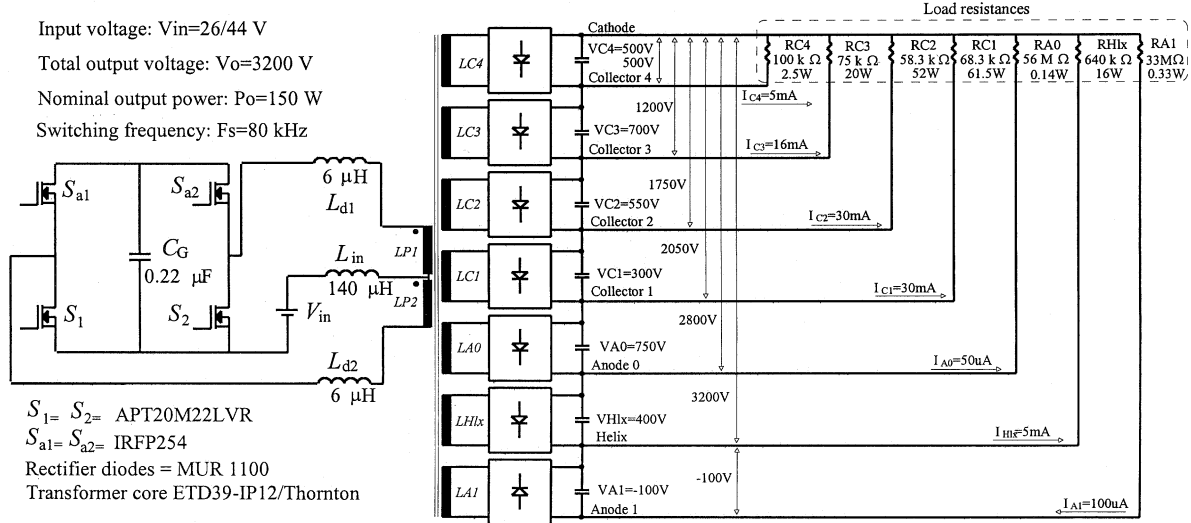 Input voltage: Vin=26/44 V
Total output voltage: Vo=3200 V
Nominal output power: Po=150 W
Switching frequency: Fs=80 kHz
Sa1
Sa2
CG
0.22 μF
S1
S2
6 μH
Ld1
Lin
140 μH
Vin
Ld2
6 μH
LP1
LP2
S1= S2= APT20M22LVR
Sa1= Sa2= IRFP254
Rectifier diodes = MUR 1100
Transformer core ETD39-IP12/Thornton
LC4
LC3
LC2
LC1
LA0
LHlx
LA1
Cathode
VC4=500V
500V
Collector 4
1200V
VC3=700V
Collector 3
1750V
VC2=550V
Collector 2
2050V
VC1=300V
Collector 1
2800V
VA0=750V
Anode 0
3200V
VHlx=400V
Helix
-100V
VA1=-100V
Anode 1
Load resistances
RC4
100 k Ω
2.5W
RC3
75 k Ω
20W
RC2
58.3 k Ω
52W
RC1
68.3 k Ω
61.5W
RA0
56 M Ω
0.14W
RHlx
640 k Ω
16W
RA1
33MΩ
0.33W
IC4=5mA
IC3=16mA
IC2=30mA
IC1=30mA
IA0=50uA
IHlx=5mA
IA1=100uA